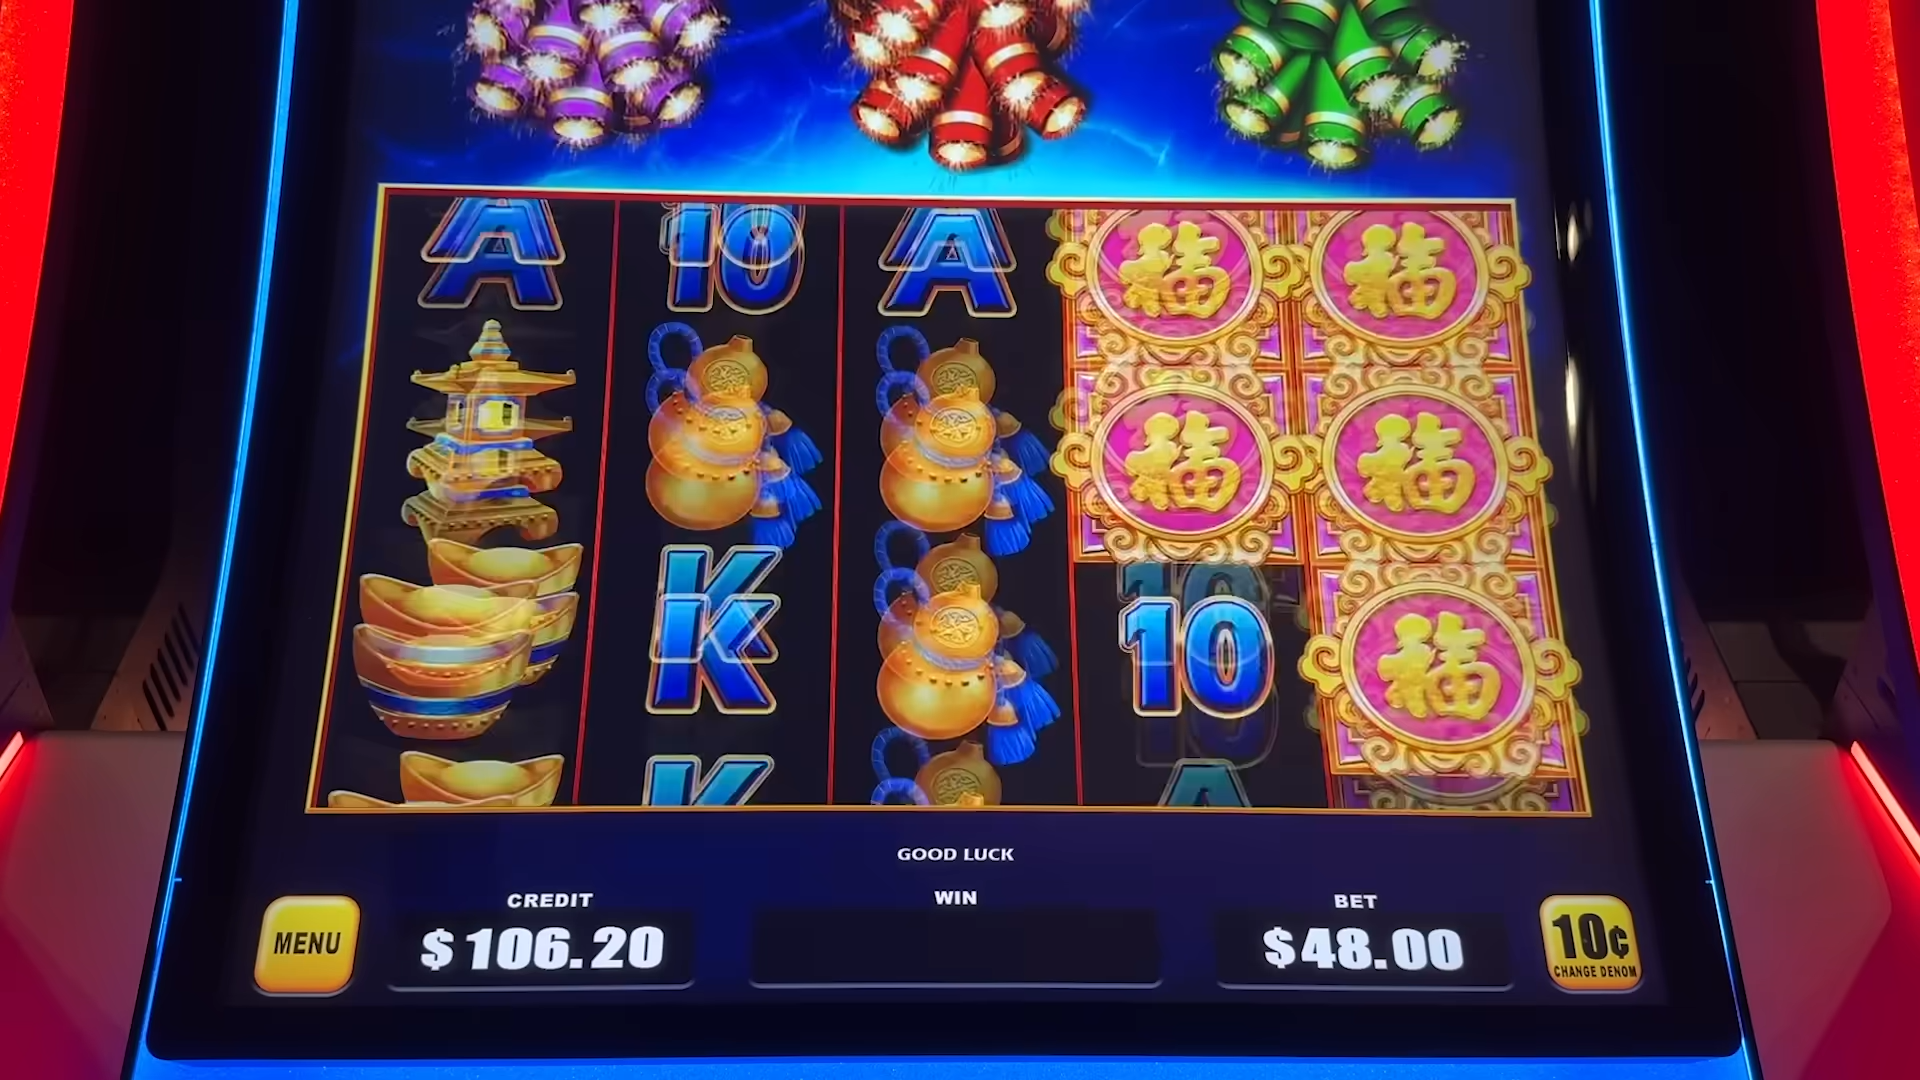 A 10 A 福 福
福 福
K 10 福
K A
GOOD LUCK
CREDIT WIN BET
MENU $106.20 $48.00 10¢
CHANGE DENOM